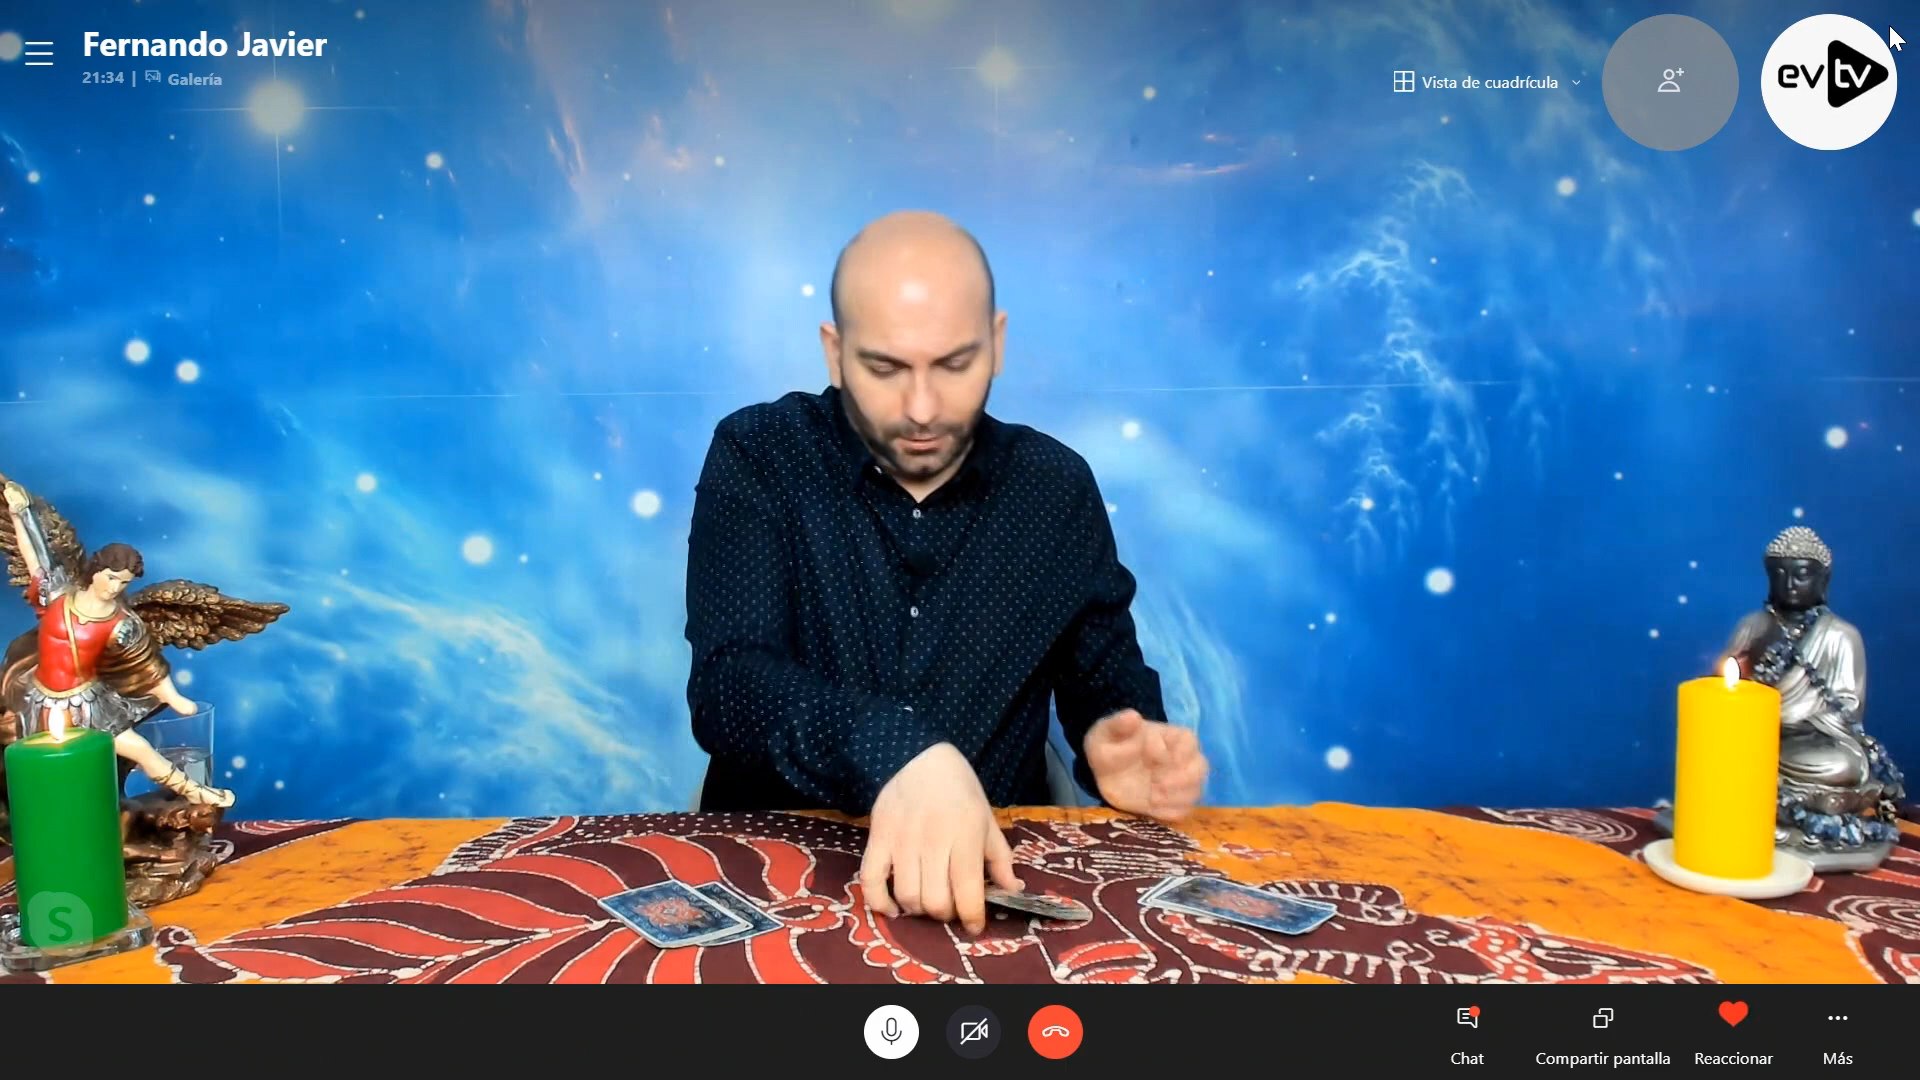 Fernando Javier
21:34 | Galería
Vista de cuadrícula
evtv
S
Chat
Compartir pantalla
Reaccionar
Más